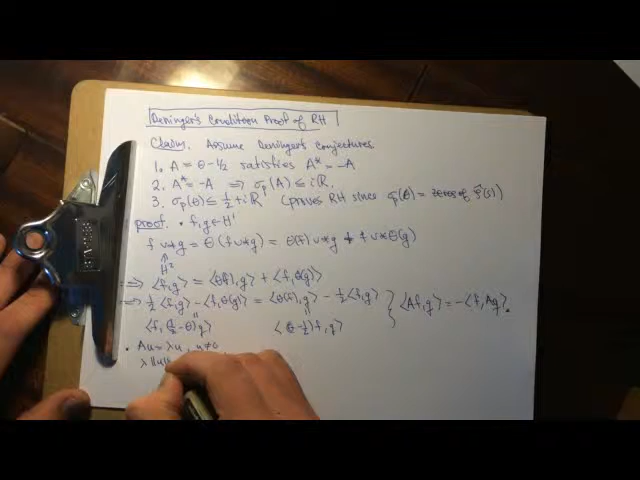 Deninger's Condition Proof of RH
Claim. Assume Deninger's conjectures.
1. A = θ - 1/2 satisfies A* = -A
2. A* = -A ⇒ σp(A) ≤ iℝ.
3. σp(θ) ≤ 1/2 + iℝ (proves RH since σp(θ) = zeros of ξ̂(s))
proof. • f,g ∈ H¹
f ∪ *g = θ(f ∪ *g) = θ(f) ∪ *g + f ∪ *θ(g)
↑
H²
⇒ ⟨f,g⟩ = ⟨θ(f),g⟩ + ⟨f,θ(g)⟩
⇒ 1/2⟨f,g⟩ - ⟨f,θ(g)⟩ = ⟨θ(f),g⟩ - 1/2⟨f,g⟩ } ⟨Af,g⟩ = -⟨f,Ag⟩.
⟨f,(1/2 - θ)g⟩ ⟨(θ - 1/2)f,g⟩
• Au = λu, u ≠ 0
λ ‖u‖